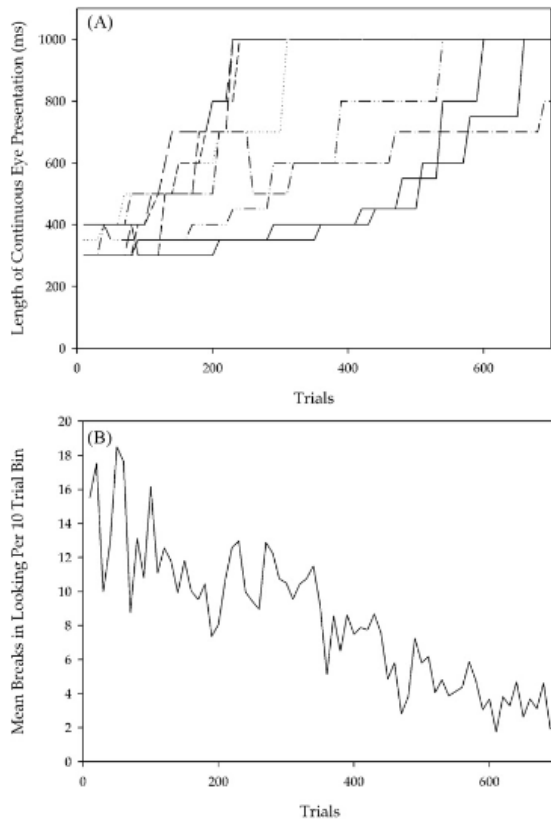 (A)
Length of Continuous Eye Presentation (ms)
1000
800
600
400
200
0
0 200 400 600
Trials
(B)
Mean Breaks in Looking Per 10 Trial Bin
20
18
16
14
12
10
8
6
4
2
0
0 200 400 600
Trials